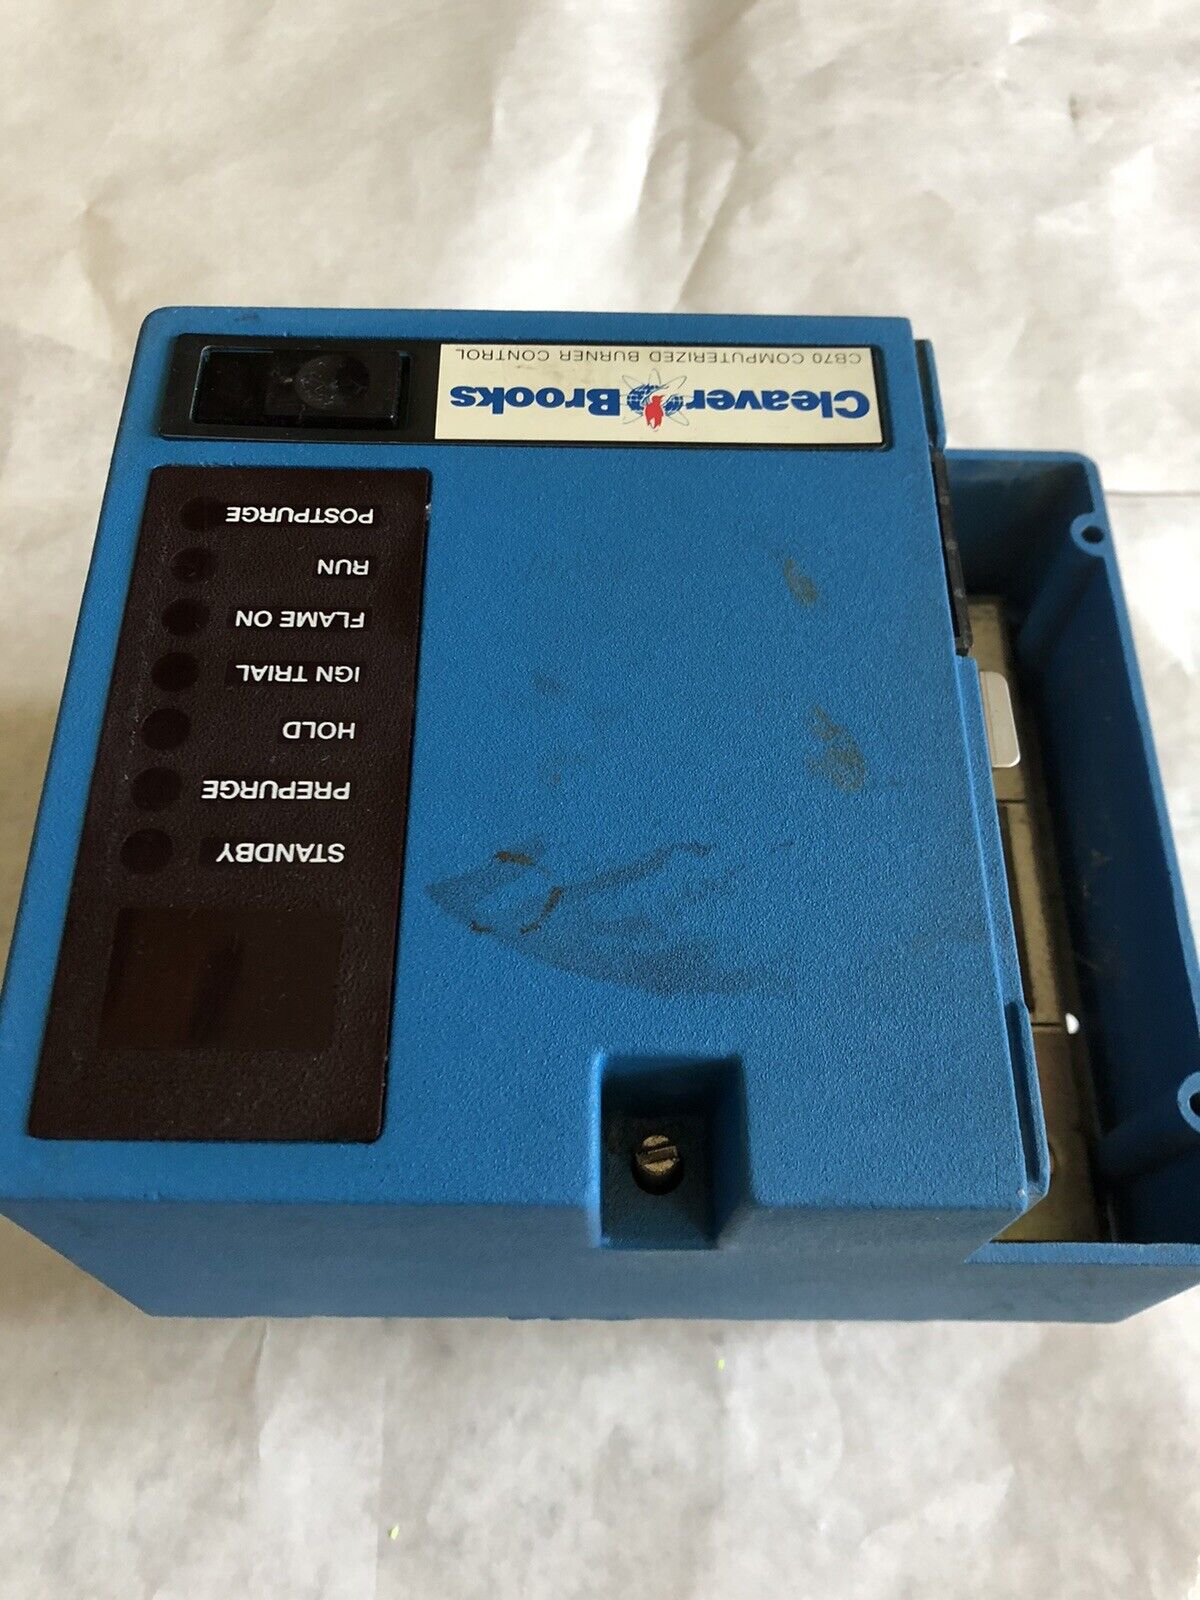 STANDBY
PREPURGE
HOLD
IGN TRIAL
FLAME ON
RUN
POSTPURGE
Cleaver Brooks
CB70 COMPUTERIZED BURNER CONTROL